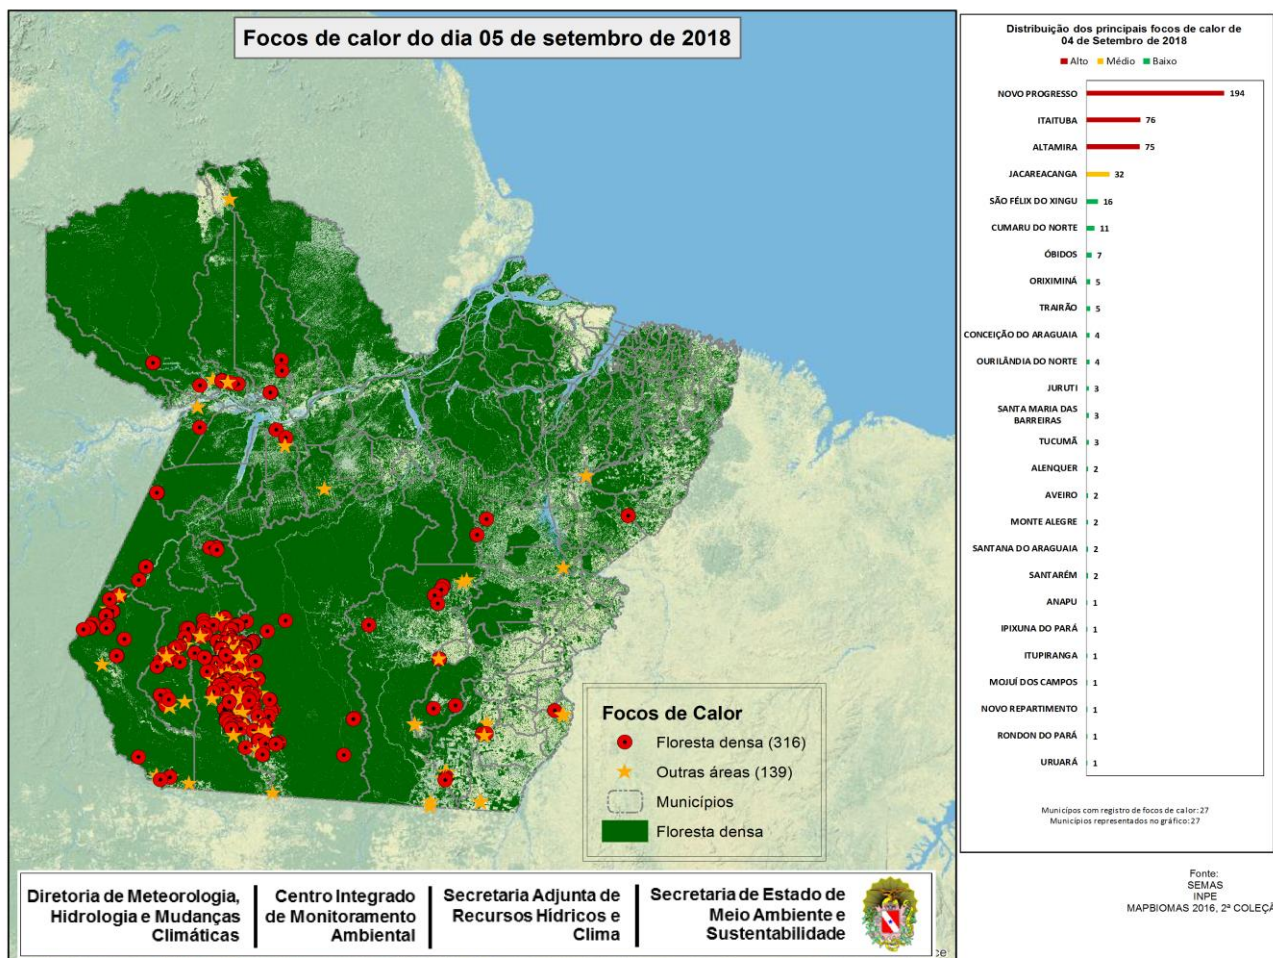 Focos de calor do dia 05 de setembro de 2018
Focos de Calor
Floresta densa (316)
Outras áreas (139)
Municípios
Floresta densa
Diretoria de Meteorologia,
Hidrologia e Mudanças
Climáticas
Centro Integrado
de Monitoramento
Ambiental
Secretaria Adjunta de
Recursos Hídricos e
Clima
Secretaria de Estado de
Meio Ambiente e
Sustentabilidade
Distribuição dos principais focos de calor de
04 de Setembro de 2018
Alto Médio Baixo
NOVO PROGRESSO 194
ITAITUBA 76
ALTAMIRA 75
JACAREACANGA 32
SÃO FÉLIX DO XINGU 16
CUMARU DO NORTE 11
ÓBIDOS 7
ORIXIMINÁ 5
TRAIRÃO 5
CONCEIÇÃO DO ARAGUAIA 4
OURILÂNDIA DO NORTE 4
JURUTI 3
SANTA MARIA DAS
BARREIRAS 3
TUCUMÃ 3
ALENQUER 2
AVEIRO 2
MONTE ALEGRE 2
SANTANA DO ARAGUAIA 2
SANTARÉM 2
ANAPU 1
IPIXUNA DO PARÁ 1
ITUPIRANGA 1
MOJUÍ DOS CAMPOS 1
NOVO REPARTIMENTO 1
RONDON DO PARÁ 1
URUARÁ 1
Municípos com registro de focos de calor: 27
Municípios representados no gráfico: 27
Fonte:
SEMAS
INPE
MAPBIOMAS 2016, 2ª COLEÇÃ